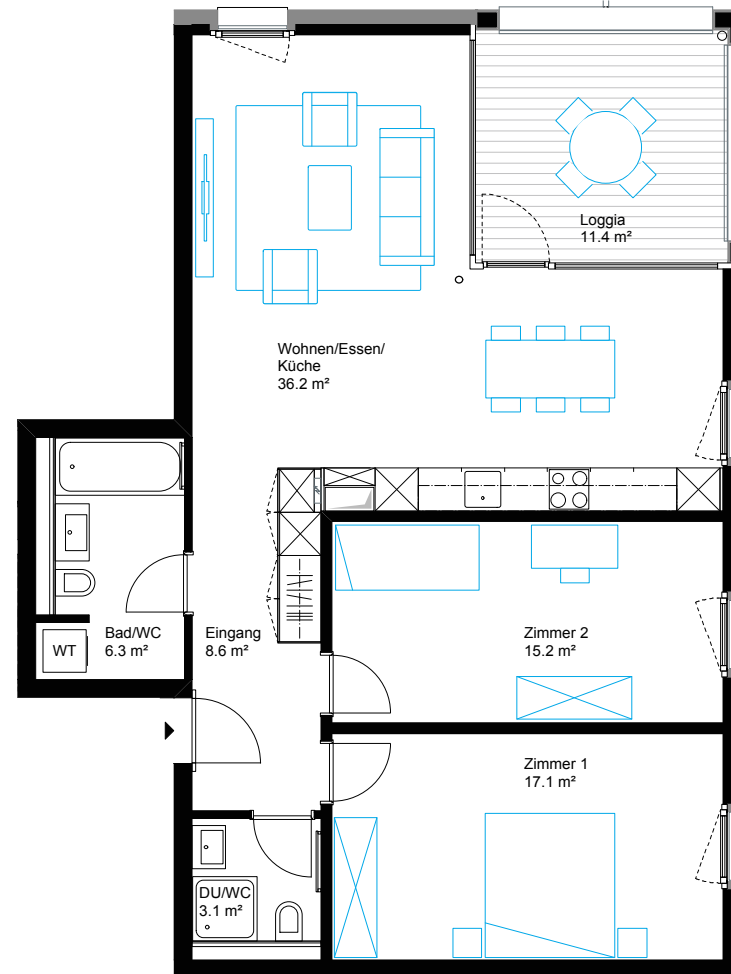 Loggia
11.4 m²
Wohnen/Essen/
Küche
36.2 m²
Bad/WC
6.3 m²
WT
Eingang
8.6 m²
Zimmer 2
15.2 m²
Zimmer 1
17.1 m²
DU/WC
3.1 m²